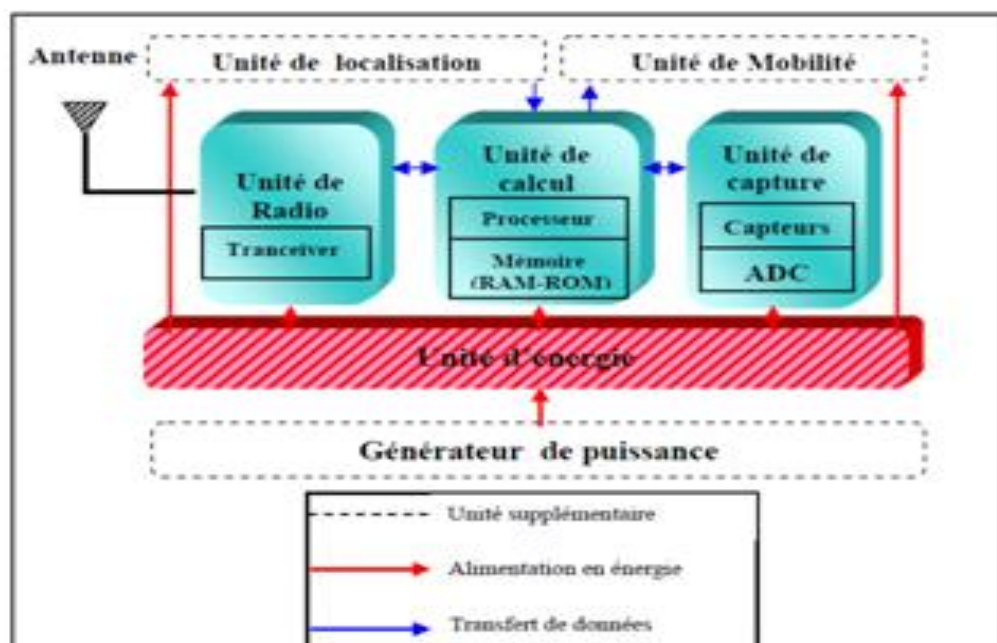 Antenne
Unité de localisation
Unité de Mobilité
Unité de
Radio
Tranceiver
Unité de
calcul
Processeur
Mémoire
(RAM-ROM)
Unité de
capture
Capteurs
ADC
Unité d'énergie
Générateur de puissance
Unité supplémentaire
Alimentation en énergie
Transfert de données